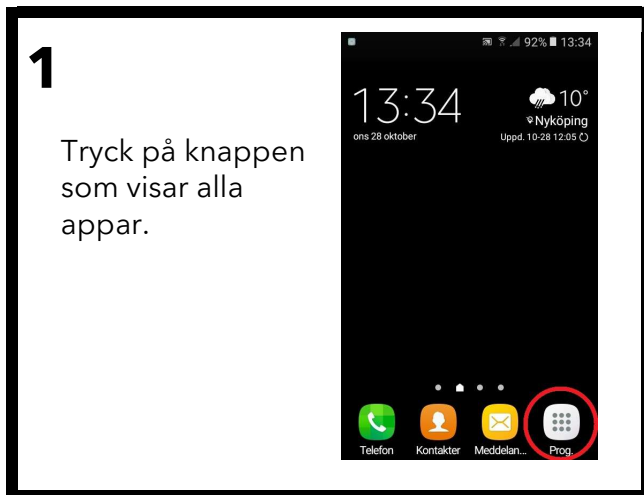 1
Tryck på knappen
som visar alla
appar.
92% 13:34
13:34
10°
Nyköping
ons 28 oktober
Uppd. 10-28 12:05
Telefon
Kontakter
Meddelan...
Prog.